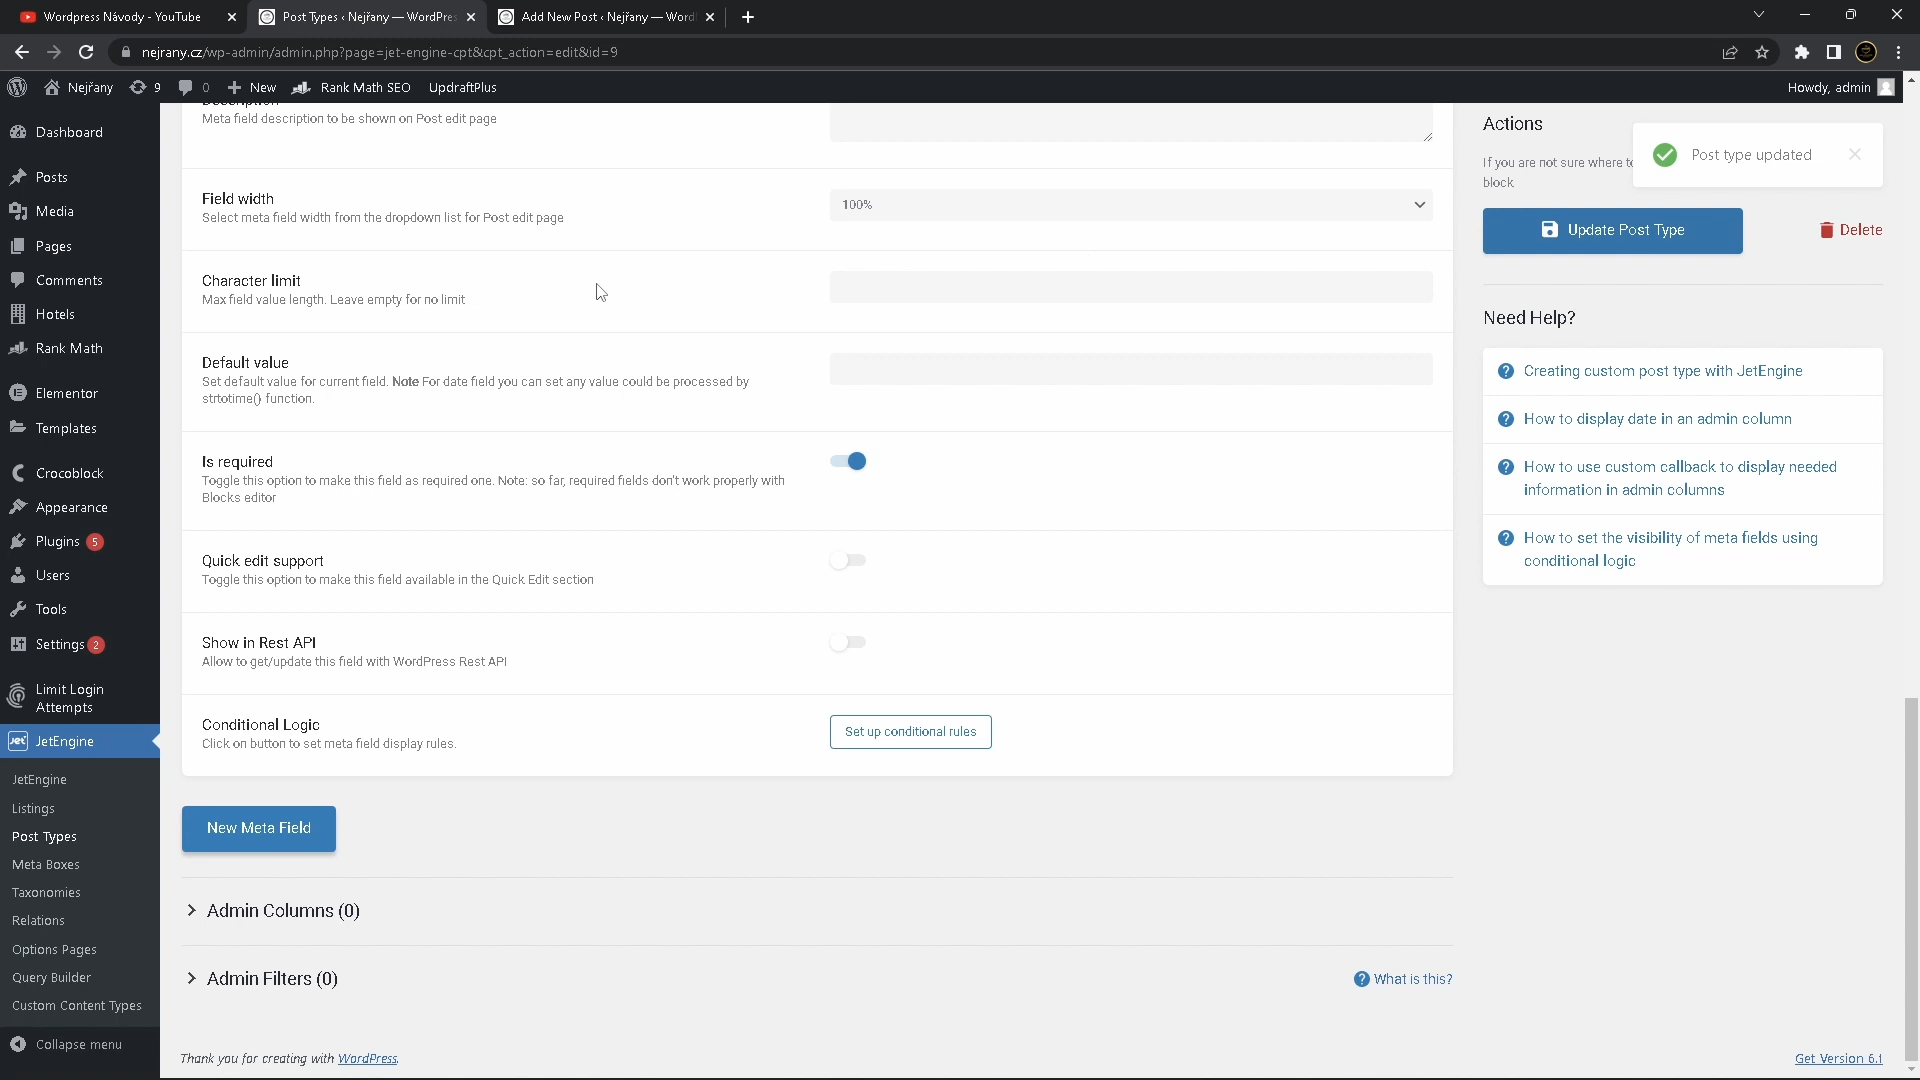 Wordpress Návody - YouTube
Post Types ‹ Nejřany — WordPres
Add New Post ‹ Nejřany — Word
nejrany.cz/wp-admin/admin.php?page=jet-engine-cpt&cpt_action=edit&id=9
Nejřany
9
0
New
Rank Math SEO
UpdraftPlus
Howdy, admin
Dashboard
Posts
Media
Pages
Comments
Hotels
Rank Math
Elementor
Templates
Crocoblock
Appearance
Plugins 5
Users
Tools
Settings 2
Limit Login
Attempts
JetEngine
JetEngine
Listings
Post Types
Meta Boxes
Taxonomies
Relations
Options Pages
Query Builder
Custom Content Types
Collapse menu
Description
Meta field description to be shown on Post edit page
Field width
Select meta field width from the dropdown list for Post edit page
100%
Character limit
Max field value length. Leave empty for no limit
Default value
Set default value for current field. Note For date field you can set any value could be processed by
strtotime() function.
Is required
Toggle this option to make this field as required one. Note: so far, required fields don't work properly with
Blocks editor
Quick edit support
Toggle this option to make this field available in the Quick Edit section
Show in Rest API
Allow to get/update this field with WordPress Rest API
Conditional Logic
Click on button to set meta field display rules.
Set up conditional rules
New Meta Field
Admin Columns (0)
Admin Filters (0)
What is this?
Thank you for creating with WordPress.
Get Version 6.1
Actions
If you are not sure where to
block
Post type updated
Update Post Type
Delete
Need Help?
Creating custom post type with JetEngine
How to display date in an admin column
How to use custom callback to display needed
information in admin columns
How to set the visibility of meta fields using
conditional logic